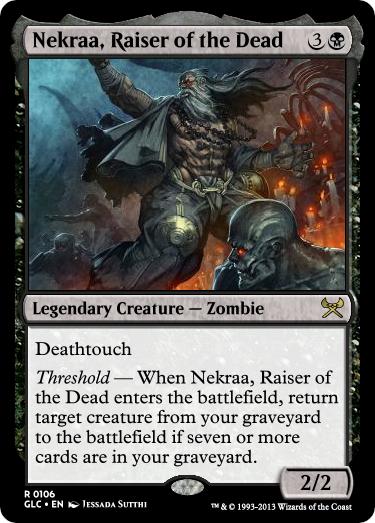 Nekraa, Raiser of the Dead 3
Legendary Creature — Zombie
Deathtouch
Threshold — When Nekraa, Raiser of
the Dead enters the battlefield, return
target creature from your graveyard
to the battlefield if seven or more
cards are in your graveyard.
2/2
R 0106
GLC • EN Jessada Sutthi
™ & © 1993-2013 Wizards of the Coast